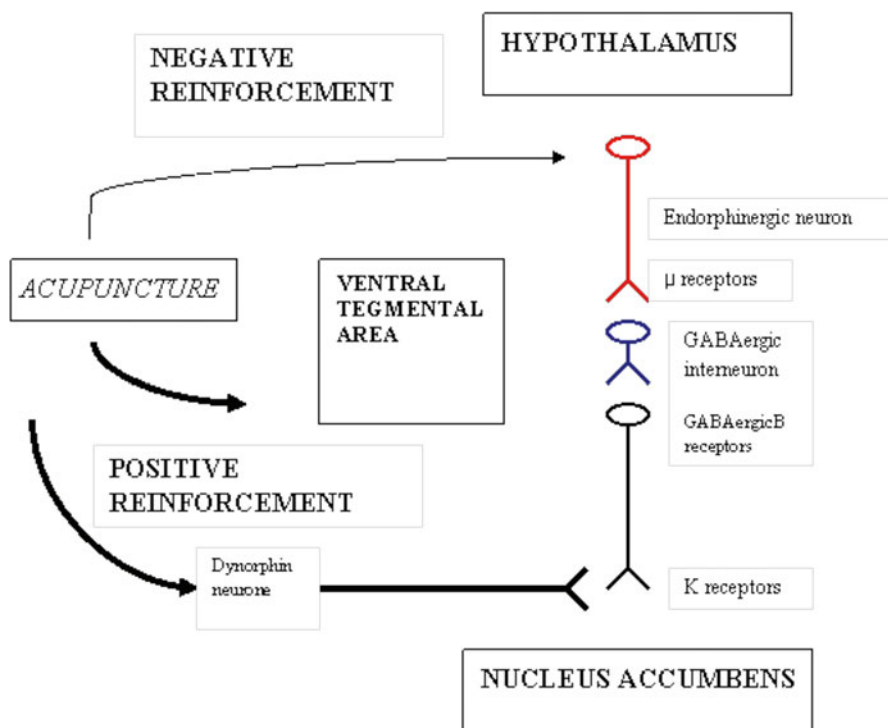 NEGATIVE
REINFORCEMENT
HYPOTHALAMUS
Endorphinergic neuron
ACUPUNCTURE
VENTRAL
TEGMENTAL
AREA
µ receptors
GABAergic
interneuron
GABAergicB
receptors
POSITIVE
REINFORCEMENT
Dynorphin
neurone
K receptors
NUCLEUS ACCUMBENS